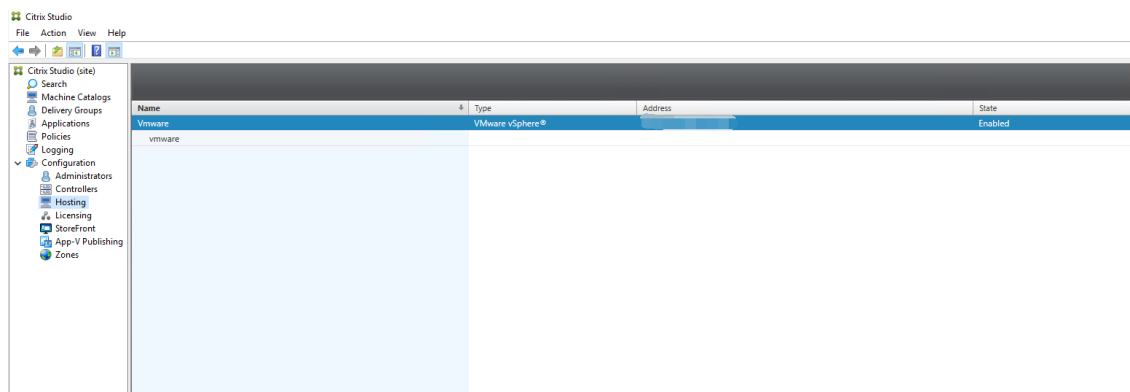 Citrix Studio
File Action View Help
Citrix Studio (site)
Search
Machine Catalogs
Delivery Groups
Applications
Policies
Logging
Configuration
Administrators
Controllers
Hosting
Licensing
StoreFront
App-V Publishing
Zones
Name Type Address State
Vmware VMware vSphere® Enabled
vmware